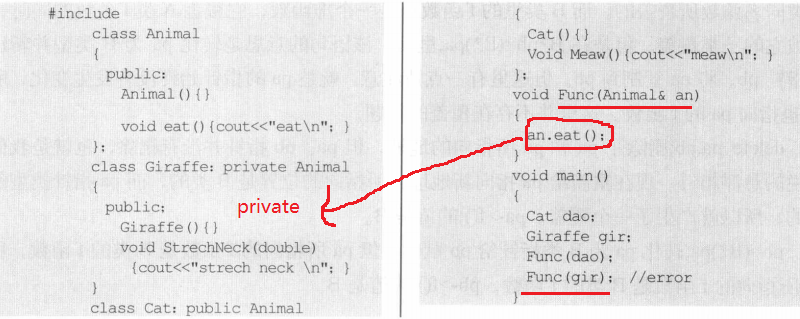 #include
class Animal
{
public:
Animal(){}
void eat(){cout<<"eat\n"; }
};
class Giraffe: private Animal
{
private
public:
Giraffe(){}
void StrechNeck(double)
{cout<<"strech neck \n"; }
}
class Cat: public Animal
{
Cat(){}
Void Meaw(){cout<<"meaw\n"; }
};
void Func(Animal& an)
{
an.eat();
}
void main()
{
Cat dao;
Giraffe gir;
Func(dao);
Func(gir); //error
}